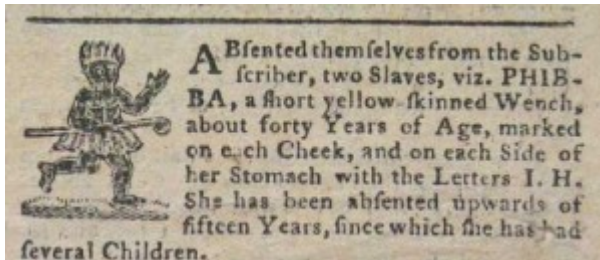 ABſented themſelves from the Sub-
ſcriber, two Slaves, viz. PHIB-
BA, a ſhort yellow ſkinned Wench,
about forty Years of Age, marked
on each Cheek, and on each Side of
her Stomach with the Letters I. H.
She has been abſented upwards of
fifteen Years, ſince which ſhe has had
ſeveral Children.